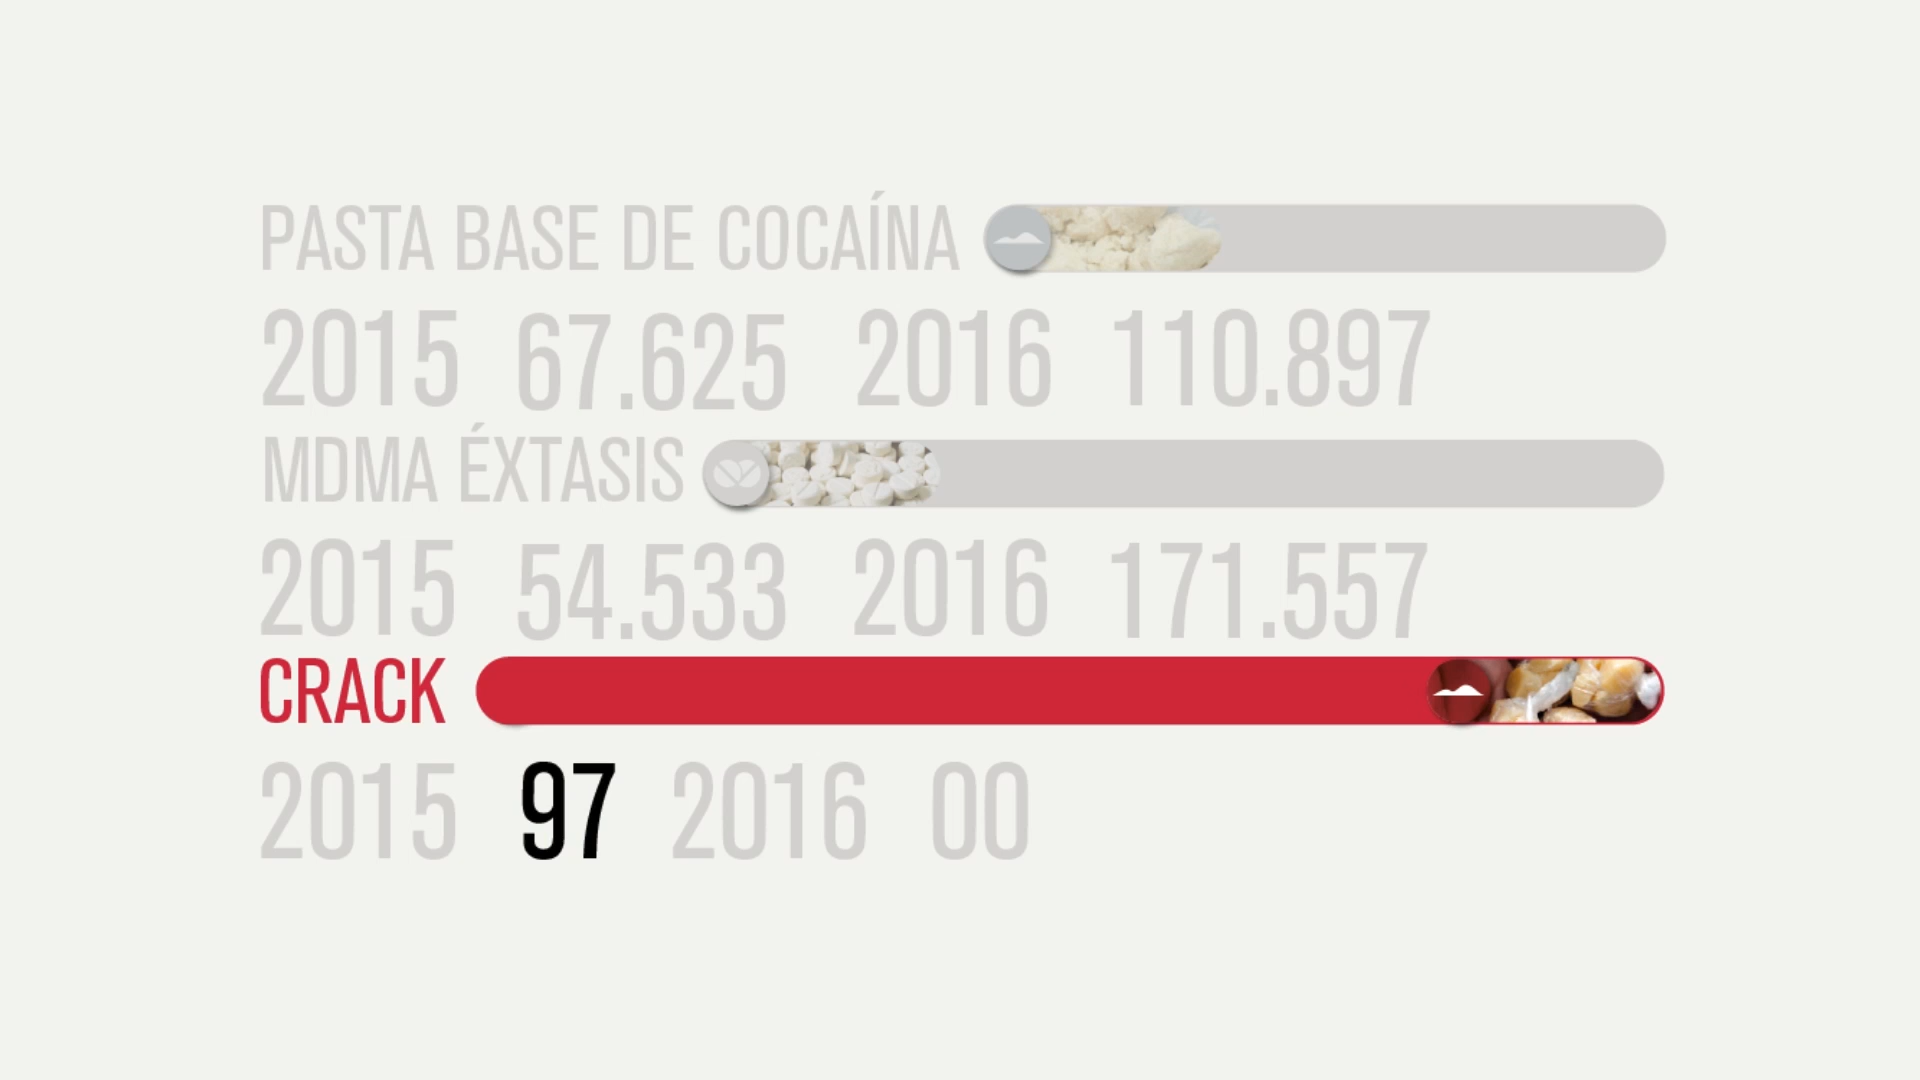 PASTA BASE DE COCAÍNA
2015 67.625 2016 110.897
MDMA ÉXTASIS
2015 54.533 2016 171.557
CRACK
2015 97 2016 00